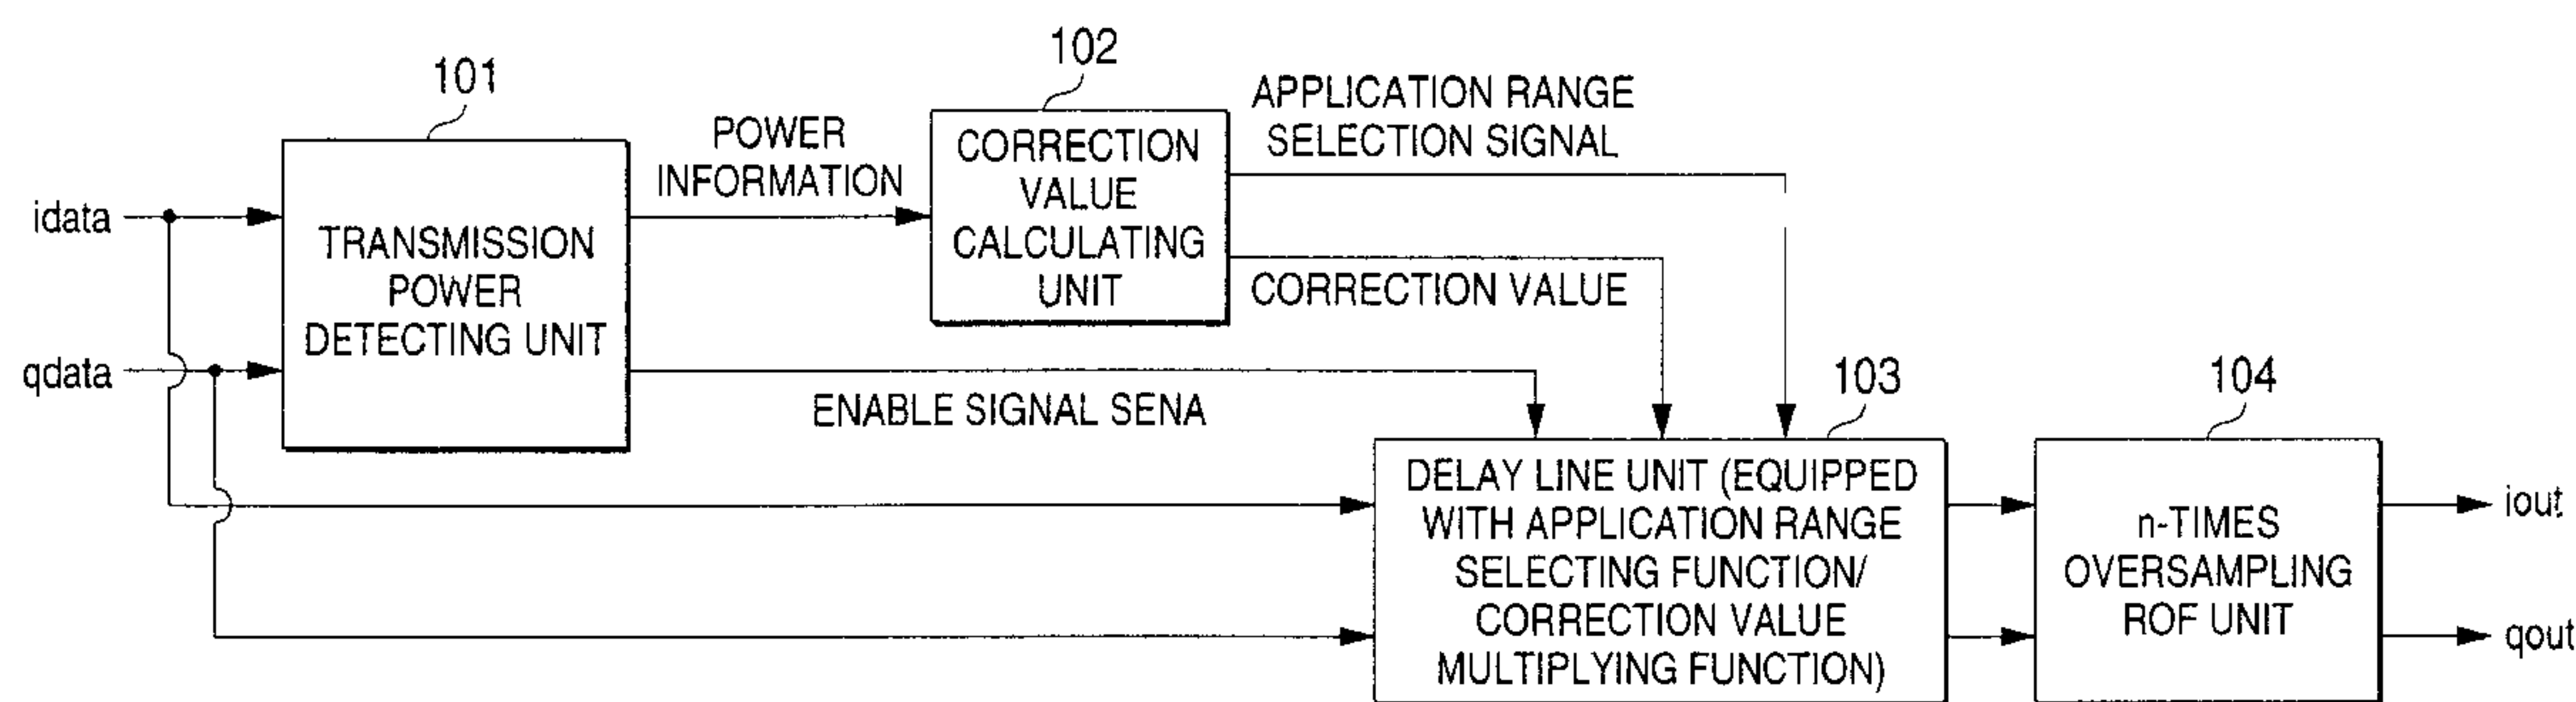 101
102
103
104
idata
qdata
TRANSMISSION
POWER
DETECTING UNIT
POWER
INFORMATION
CORRECTION
VALUE
CALCULATING
UNIT
APPLICATION RANGE
SELECTION SIGNAL
CORRECTION VALUE
ENABLE SIGNAL SENA
DELAY LINE UNIT (EQUIPPED
WITH APPLICATION RANGE
SELECTING FUNCTION/
CORRECTION VALUE
MULTIPLYING FUNCTION)
n-TIMES
OVERSAMPLING
ROF UNIT
iout
qout